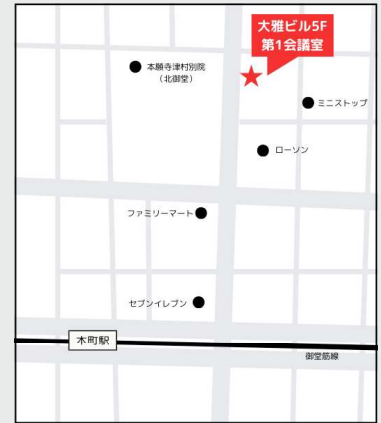 大雅ビル5F
第1会議室
本願寺津村別院
（北御堂）
ミニストップ
ローソン
ファミリーマート
セブンイレブン
本町駅
御堂筋線